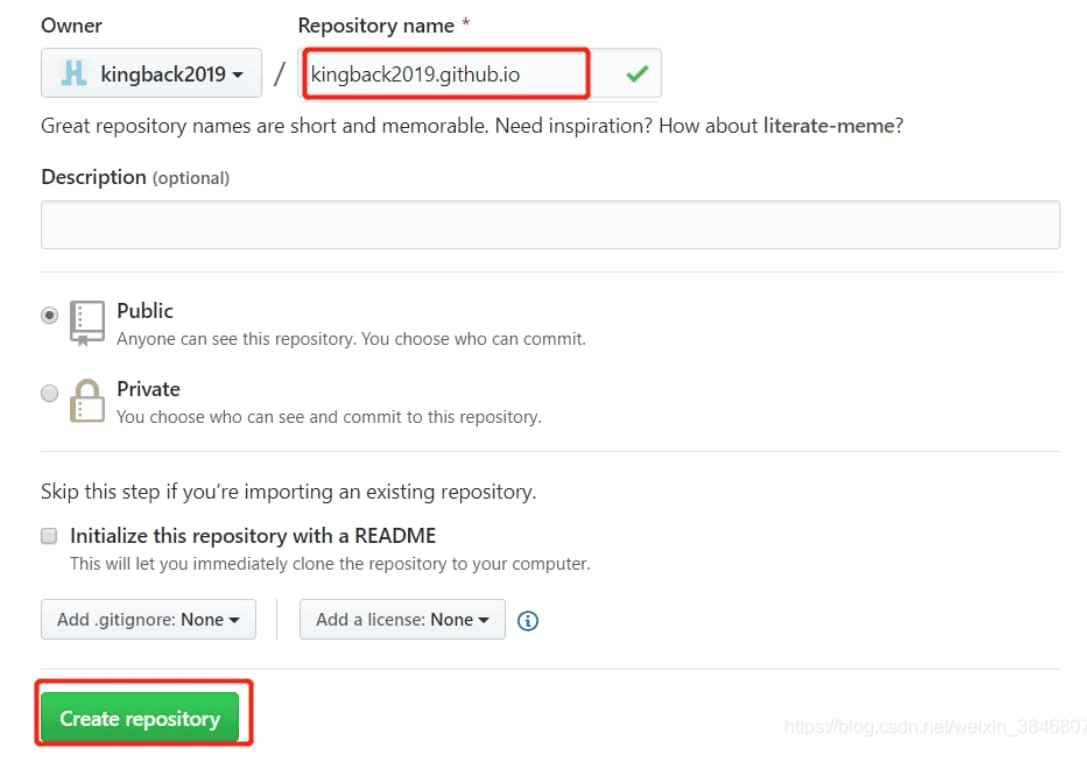 Owner
Repository name *
kingback2019 / kingback2019.github.io
Great repository names are short and memorable. Need inspiration? How about literate-meme?
Description (optional)
Public
Anyone can see this repository. You choose who can commit.
Private
You choose who can see and commit to this repository.
Skip this step if you’re importing an existing repository.
Initialize this repository with a README
This will let you immediately clone the repository to your computer.
Add .gitignore: None
Add a license: None
Create repository
https://blog.csdn.net/weixin_3846807